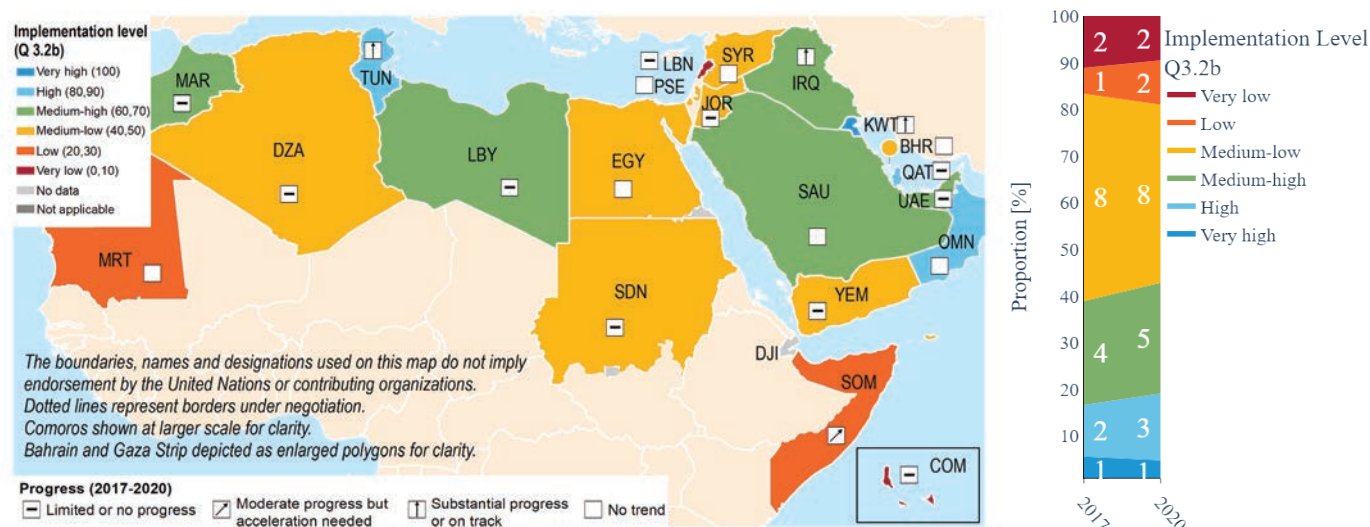 Implementation level
(Q 3.2b)
Very high (100)
High (80,90)
Medium-high (60,70)
Medium-low (40,50)
Low (20,30)
Very low (0,10)
No data
Not applicable
MAR
TUN
DZA
LBY
EGY
LBN
PSE
SYR
JOR
IRQ
KWT
BHR
QAT
UAE
SAU
OMN
YEM
MRT
SDN
DJI
SOM
COM
The boundaries, names and designations used on this map do not imply
endorsement by the United Nations or contributing organizations.
Dotted lines represent borders under negotiation.
Comoros shown at larger scale for clarity.
Bahrain and Gaza Strip depicted as enlarged polygons for clarity.
Progress (2017-2020)
Limited or no progress
Moderate progress but
acceleration needed
Substantial progress
or on track
No trend
Proportion [%]
100
90
80
70
60
50
40
30
20
10
2 2
1 2
8 8
4 5
2 3
1 1
2017 2020
Implementation Level
Q3.2b
Very low
Low
Medium-low
Medium-high
High
Very high